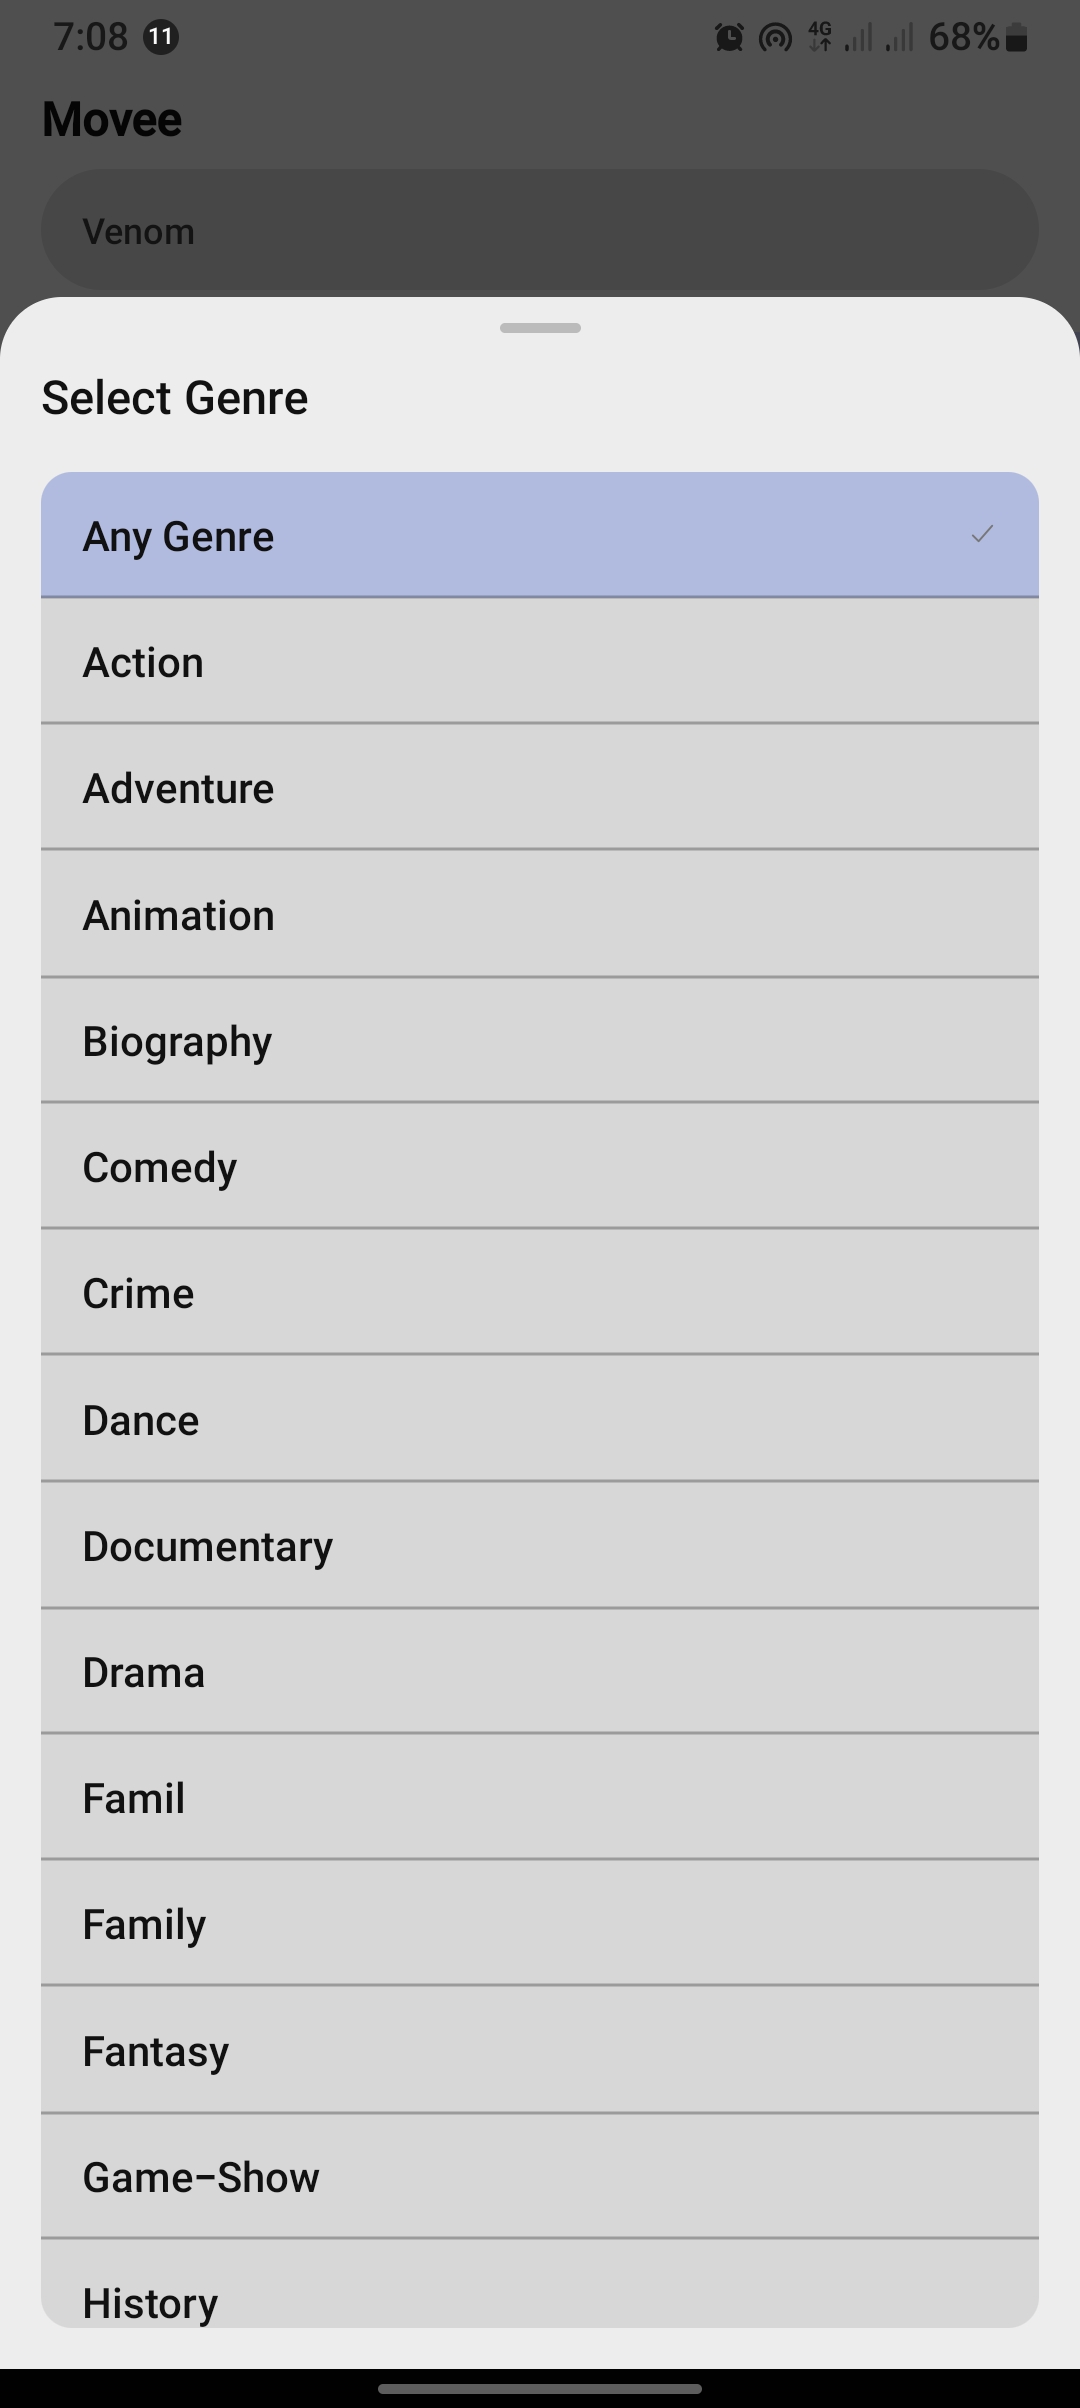 7:08 11 4G 68%
Movee
Venom
Select Genre
Any Genre
Action
Adventure
Animation
Biography
Comedy
Crime
Dance
Documentary
Drama
Famil
Family
Fantasy
Game-Show
History